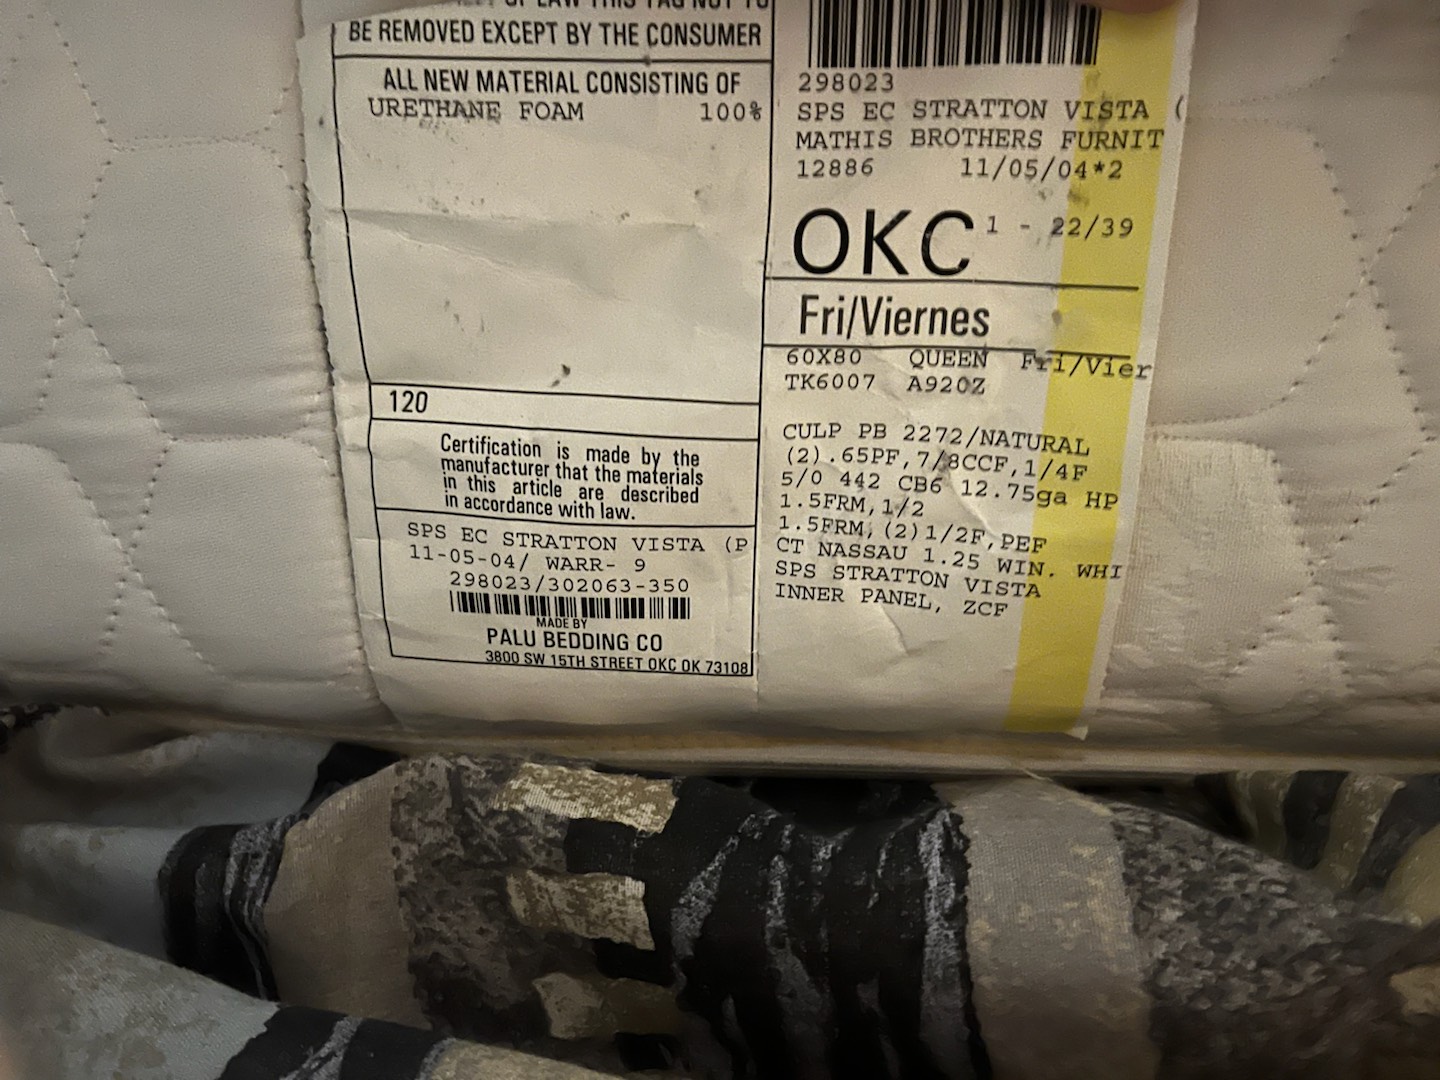 OF LAW THIS TAG NOT TO
BE REMOVED EXCEPT BY THE CONSUMER
ALL NEW MATERIAL CONSISTING OF
URETHANE FOAM 100%
120
Certification is made by the
manufacturer that the materials
in this article are described
in accordance with law.
SPS EC STRATTON VISTA (P
11-05-04/ WARR- 9
298023/302063-350
MADE BY
PALU BEDDING CO
3800 SW 15TH STREET OKC OK 73108
298023
SPS EC STRATTON VISTA (
MATHIS BROTHERS FURNIT
12886 11/05/04*2
OKC 1 - 22/39
Fri/Viernes
60X80 QUEEN Fri/Vier
TK6007 A920Z
CULP PB 2272/NATURAL
(2).65PF,7/8CCF,1/4F
5/0 442 CB6 12.75ga HP
1.5FRM,1/2
1.5FRM,(2)1/2F,PEF
CT NASSAU 1.25 WIN. WHI
SPS STRATTON VISTA
INNER PANEL, ZCF